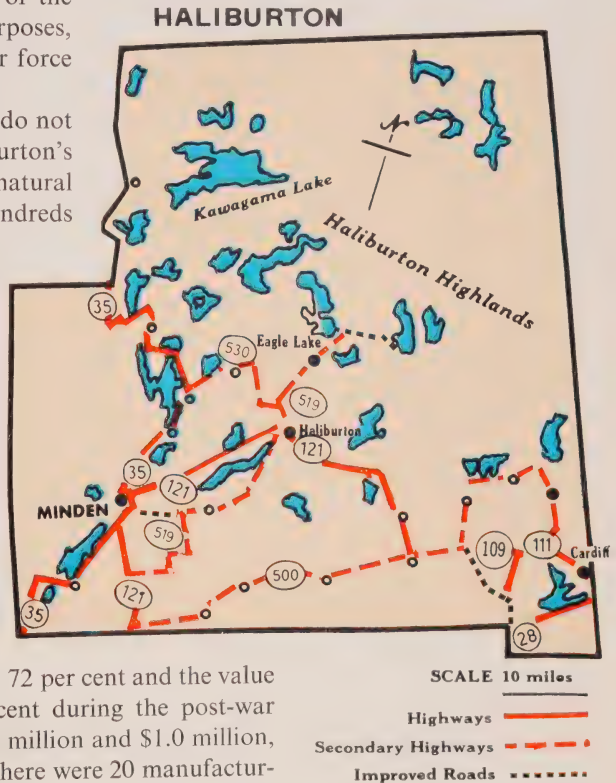 of the
rposes,
r force
do not
urton's
natural
ndreds
HALIBURTON
N
Kawagama Lake
Haliburton Highlands
35
530
Eagle Lake
519
Haliburton
121
35
121
MINDEN
519
109
111
Cardiff
500
121
35
28
72 per cent and the value
cent during the post-war
million and $1.0 million,
here were 20 manufactur-
SCALE 10 miles
Highways
Secondary Highways
Improved Roads